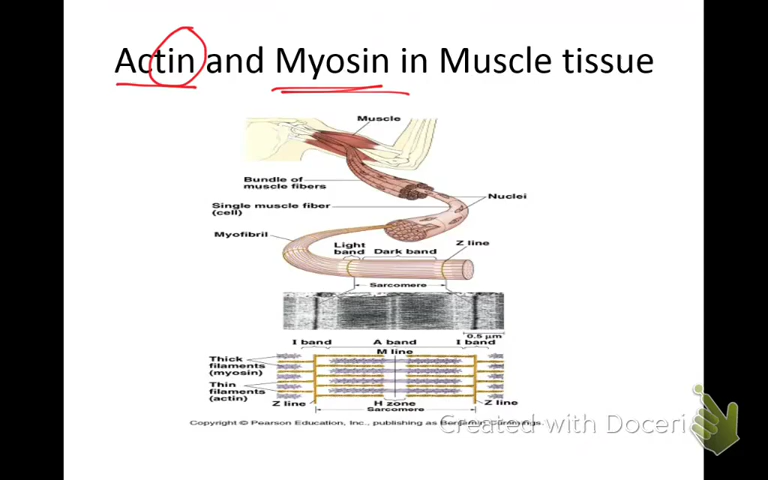 Actin and Myosin in Muscle tissue
Muscle
Bundle of
muscle fibers
Nuclei
Single muscle fiber
(cell)
Myofibril
Light
band
Dark band
Z line
Sarcomere
0.5 µm
I band
A band
I band
M line
Thick
filaments
(myosin)
Thin
filaments
(actin)
Z line
H zone
Z line
Sarcomere
Created with Doceri
Copyright © Pearson Education, Inc., publishing as Benjamin Cummings.